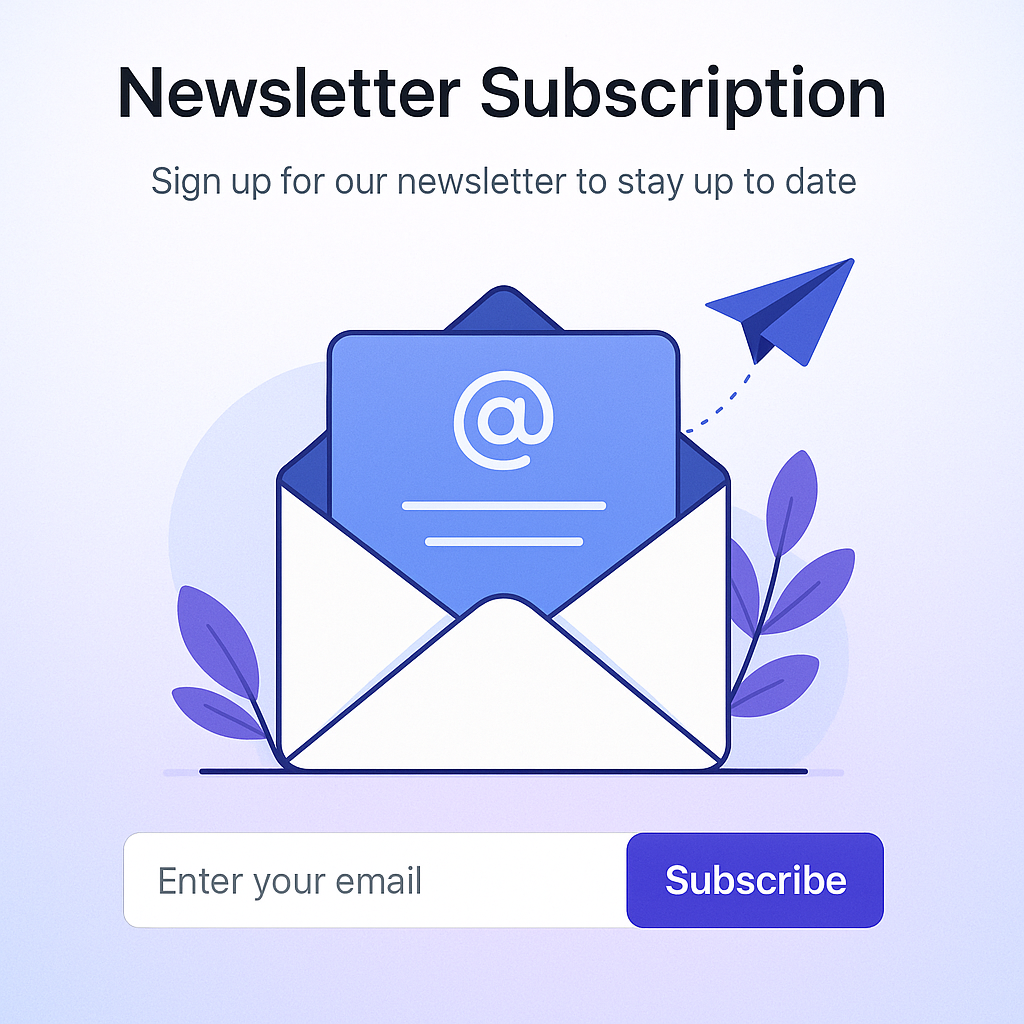 Newsletter Subscription
Sign up for our newsletter to stay up to date
@
Enter your email
Subscribe